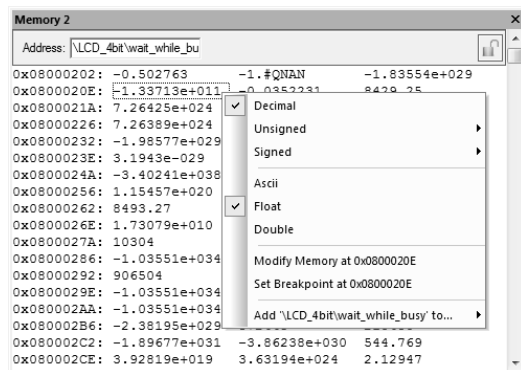 Memory 2
Address: \LCD_4bit\wait_while_bu
0x08000202: -0.502763 -1.#QNAN -1.83554e+029
0x0800020E: -1.33713e+011 -0.0352231 8429.25
0x0800021A: 7.26425e+024
0x08000226: 7.26389e+024
0x08000232: -1.98577e+029
0x0800023E: 3.1943e-029
0x0800024A: -3.40241e+038
0x08000256: 1.15457e+020
0x08000262: 8493.27
0x0800026E: 1.73079e+010
0x0800027A: 10304
0x08000286: -1.03551e+034
0x08000292: 906504
0x0800029E: -1.03551e+034
0x080002AA: -1.03551e+034
0x080002B6: -2.38195e+029
0x080002C2: -1.89677e+031 -3.86238e+030 544.769
0x080002CE: 3.92819e+019 3.63194e+024 2.12947
Decimal
Unsigned
Signed
Ascii
Float
Double
Modify Memory at 0x0800020E
Set Breakpoint at 0x0800020E
Add '\LCD_4bit\wait_while_busy' to...